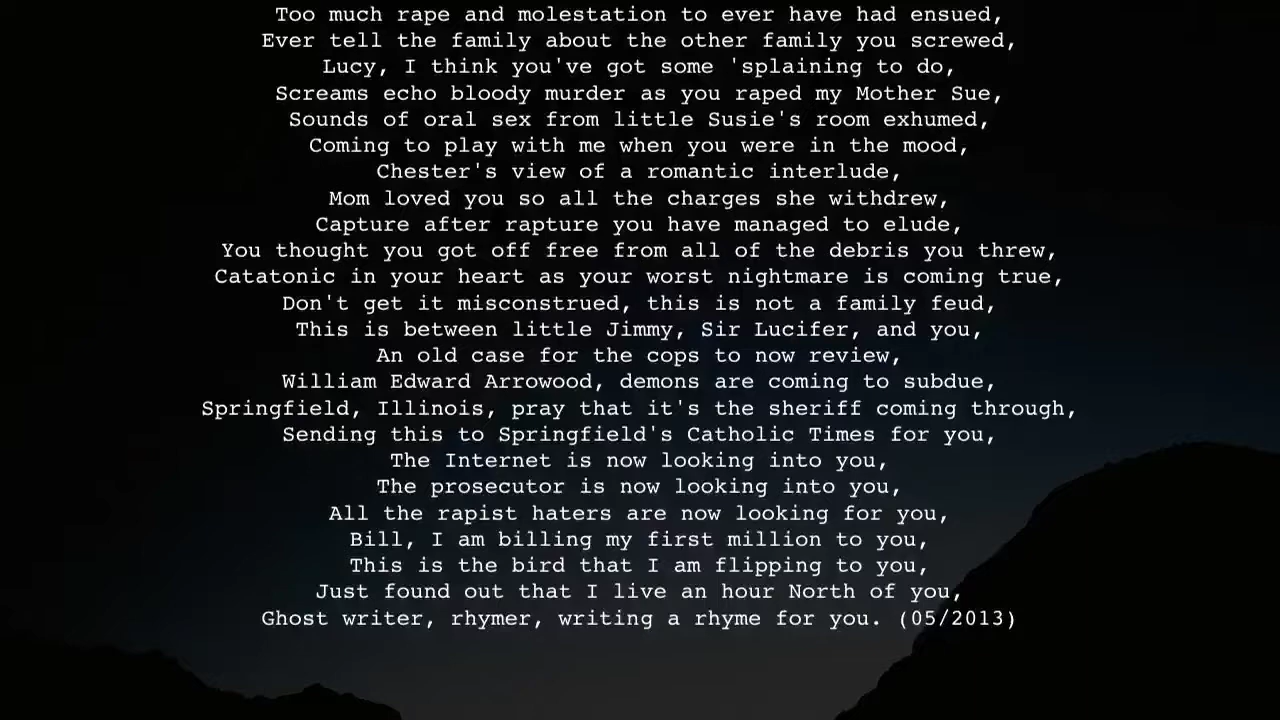 Too much rape and molestation to ever have had ensued,
Ever tell the family about the other family you screwed,
Lucy, I think you've got some 'splaining to do,
Screams echo bloody murder as you raped my Mother Sue,
Sounds of oral sex from little Susie's room exhumed,
Coming to play with me when you were in the mood,
Chester's view of a romantic interlude,
Mom loved you so all the charges she withdrew,
Capture after rapture you have managed to elude,
You thought you got off free from all of the debris you threw,
Catatonic in your heart as your worst nightmare is coming true,
Don't get it misconstrued, this is not a family feud,
This is between little Jimmy, Sir Lucifer, and you,
An old case for the cops to now review,
William Edward Arrowood, demons are coming to subdue,
Springfield, Illinois, pray that it's the sheriff coming through,
Sending this to Springfield's Catholic Times for you,
The Internet is now looking into you,
The prosecutor is now looking into you,
All the rapist haters are now looking for you,
Bill, I am billing my first million to you,
This is the bird that I am flipping to you,
Just found out that I live an hour North of you,
Ghost writer, rhymer, writing a rhyme for you. (05/2013)